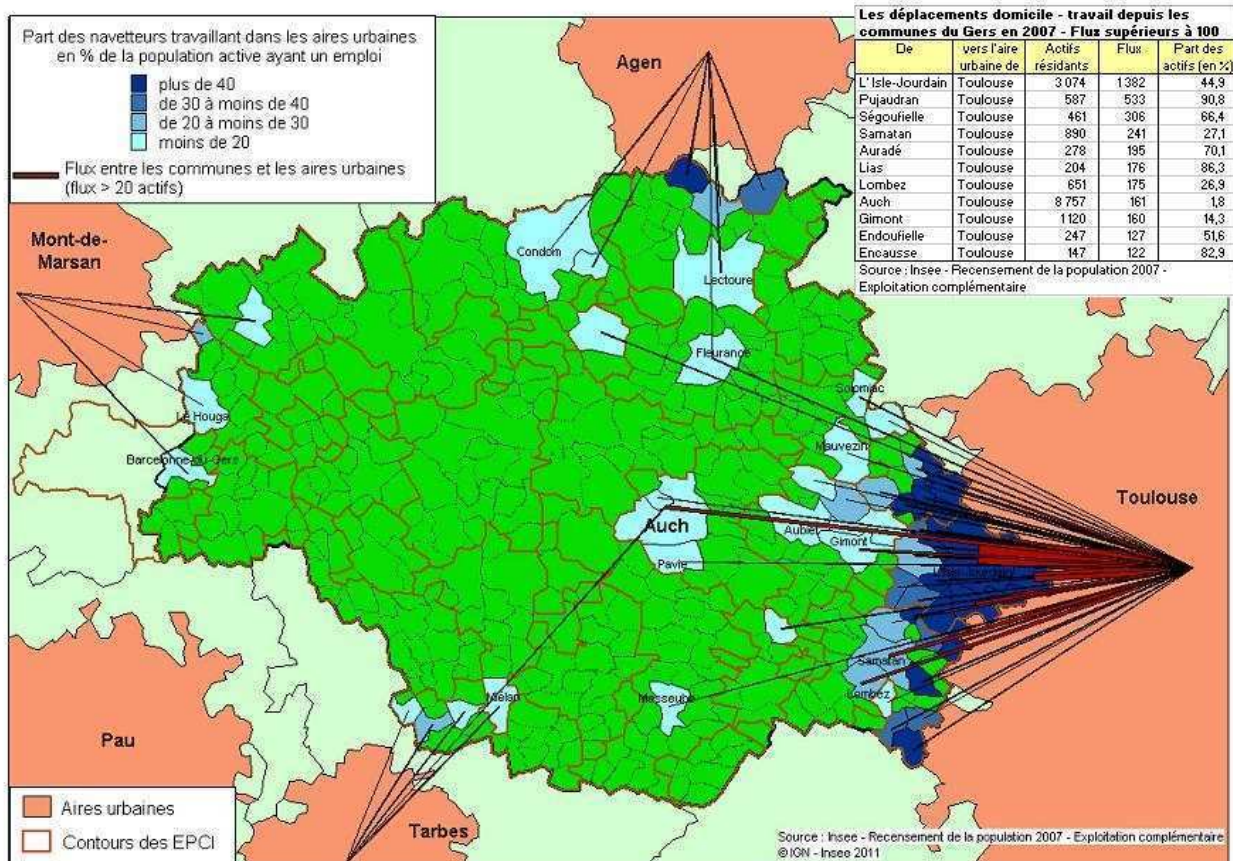 Part des navetteurs travaillant dans les aires urbaines
en % de la population active ayant un emploi
plus de 40
de 30 à moins de 40
de 20 à moins de 30
moins de 20
Flux entre les communes et les aires urbaines
(flux > 20 actifs)
Les déplacements domicile - travail depuis les
communes du Gers en 2007 - Flux supérieurs à 100
De vers l'aire urbaine de Actifs résidants Flux Part des actifs (en %)
L'Isle-Jourdain Toulouse 3 074 1 382 44,9
Pujaudran Toulouse 587 533 90,8
Ségoufielle Toulouse 461 306 66,4
Samatan Toulouse 890 241 27,1
Auradé Toulouse 278 195 70,1
Lias Toulouse 204 176 86,3
Lombez Toulouse 651 175 26,9
Auch Toulouse 8 757 161 1,8
Gimont Toulouse 1120 160 14,3
Endoufielle Toulouse 247 127 51,6
Encausse Toulouse 147 122 82,9
Source : Insee - Recensement de la population 2007 -
Exploitation complémentaire
Agen
Mont-de-
Marsan
Condom
Lectoure
Fleurance
Solomiac
Le Houga
Mauvezin
Barcelonne-du-Gers
Toulouse
Auch
Aubiet
Gimont
Pavie
Samatan
Lombez
Masseube
Miélan
Pau
Tarbes
Aires urbaines
Contours des EPCI
Source : Insee - Recensement de la population 2007 - Exploitation complémentaire
©IGN - Insee 2011